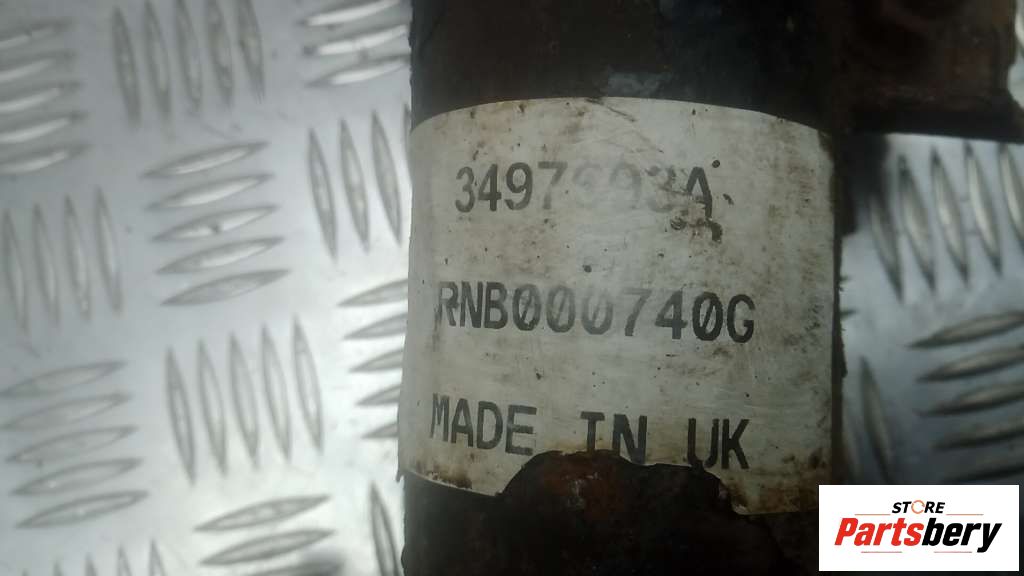 RNB000740G
MADE IN UK
STORE
Partsbery